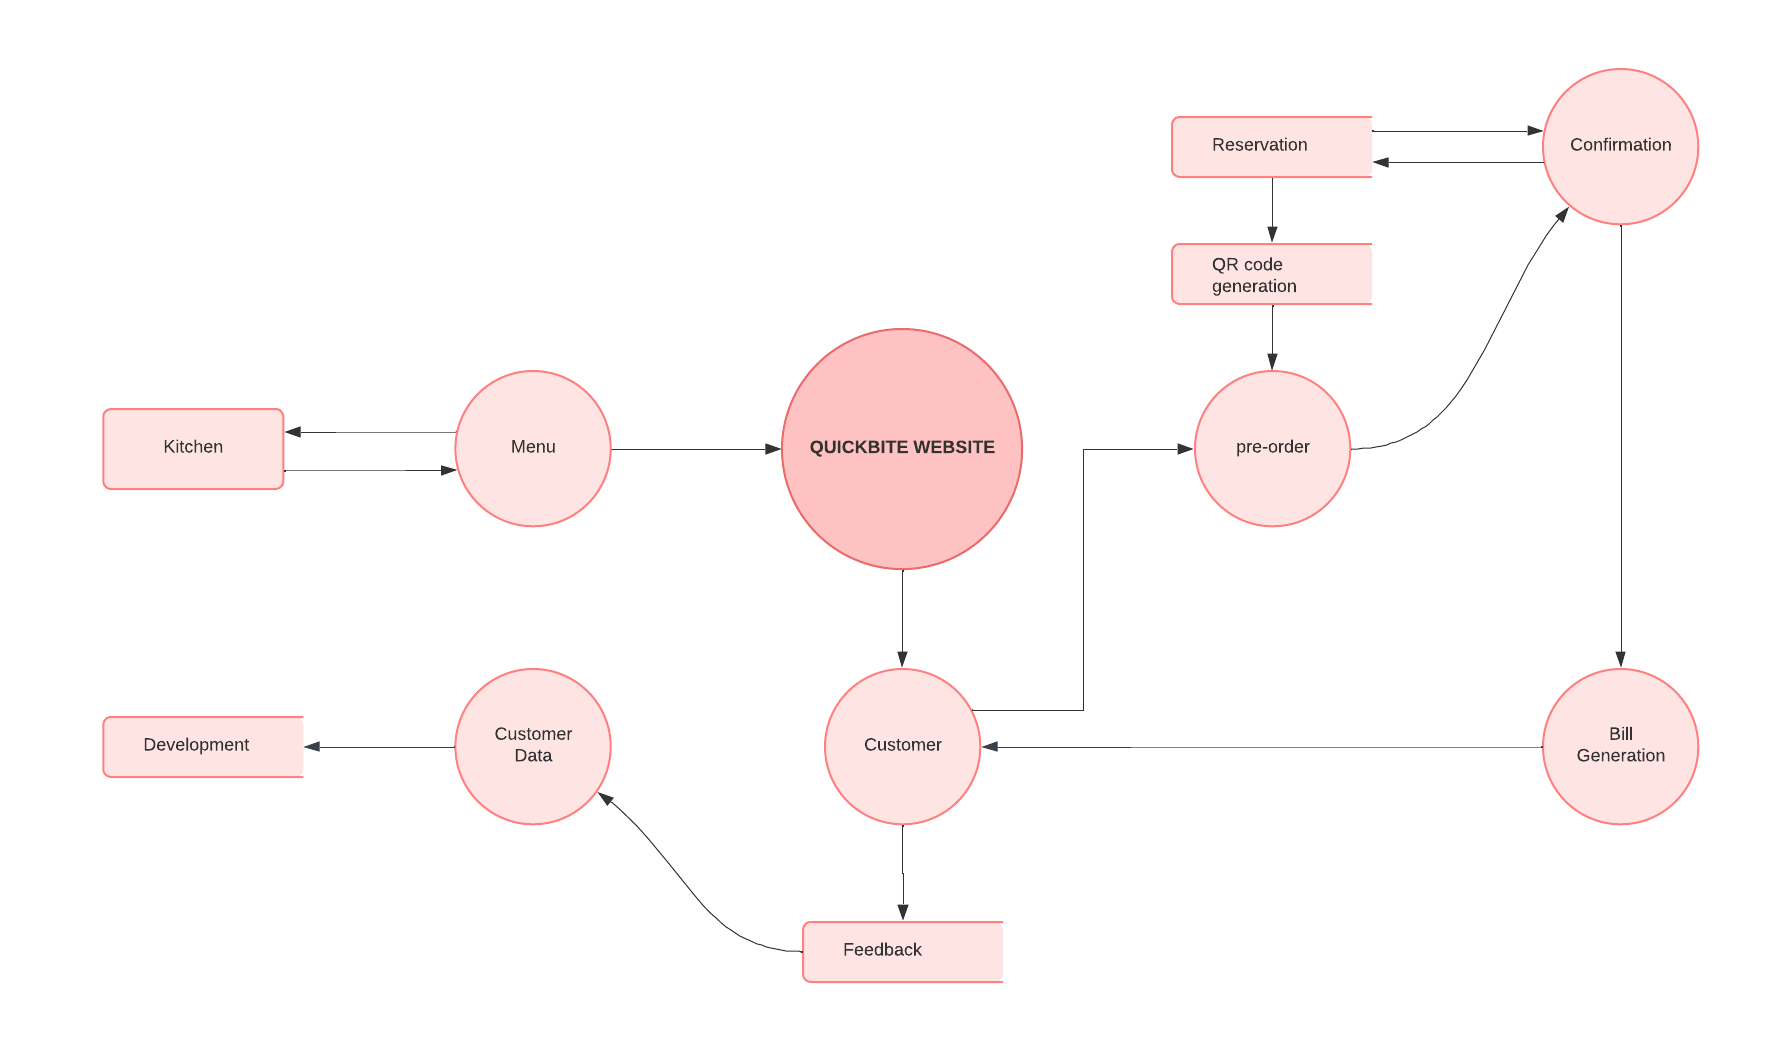 Reservation
Confirmation
QR code
generation
Kitchen
Menu
QUICKBITE WEBSITE
pre-order
Development
Customer
Data
Customer
Bill
Generation
Feedback